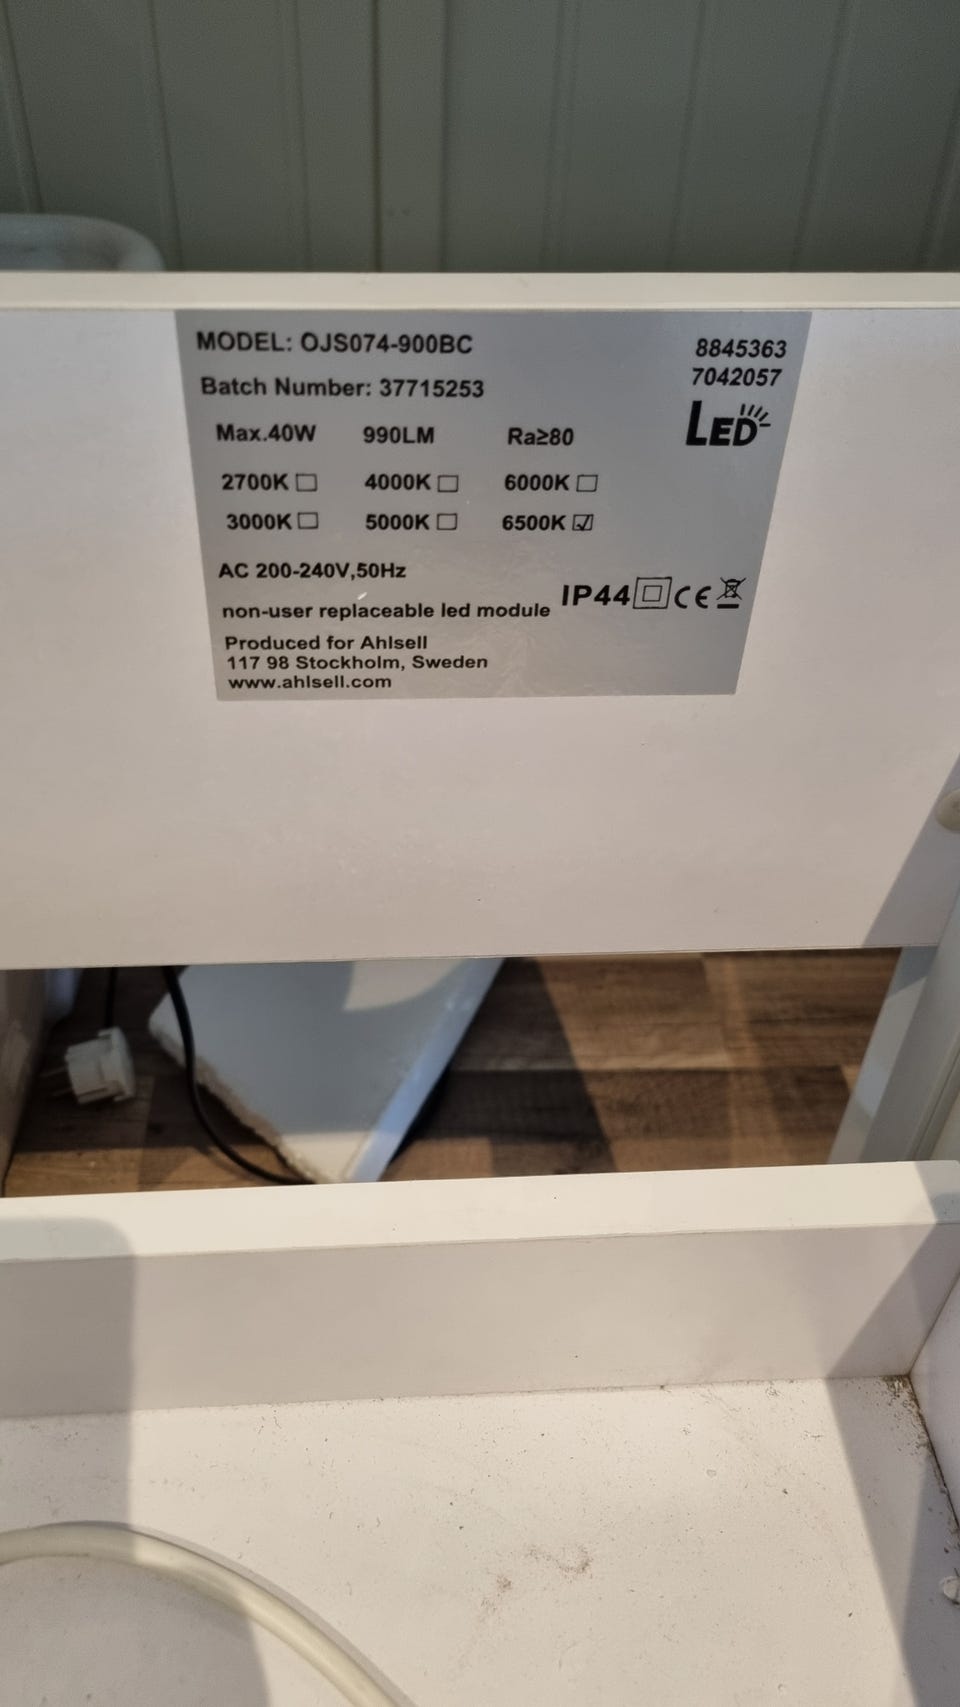 MODEL: OJS074-900BC
8845363
7042057
Batch Number: 37715253
LED
Max.40W 990LM Ra≥80
2700K☐ 4000K☐ 6000K☐
3000K☐ 5000K☐ 6500K☑
AC 200-240V,50Hz
IP44 CE
non-user replaceable led module
Produced for Ahlsell
117 98 Stockholm, Sweden
www.ahlsell.com